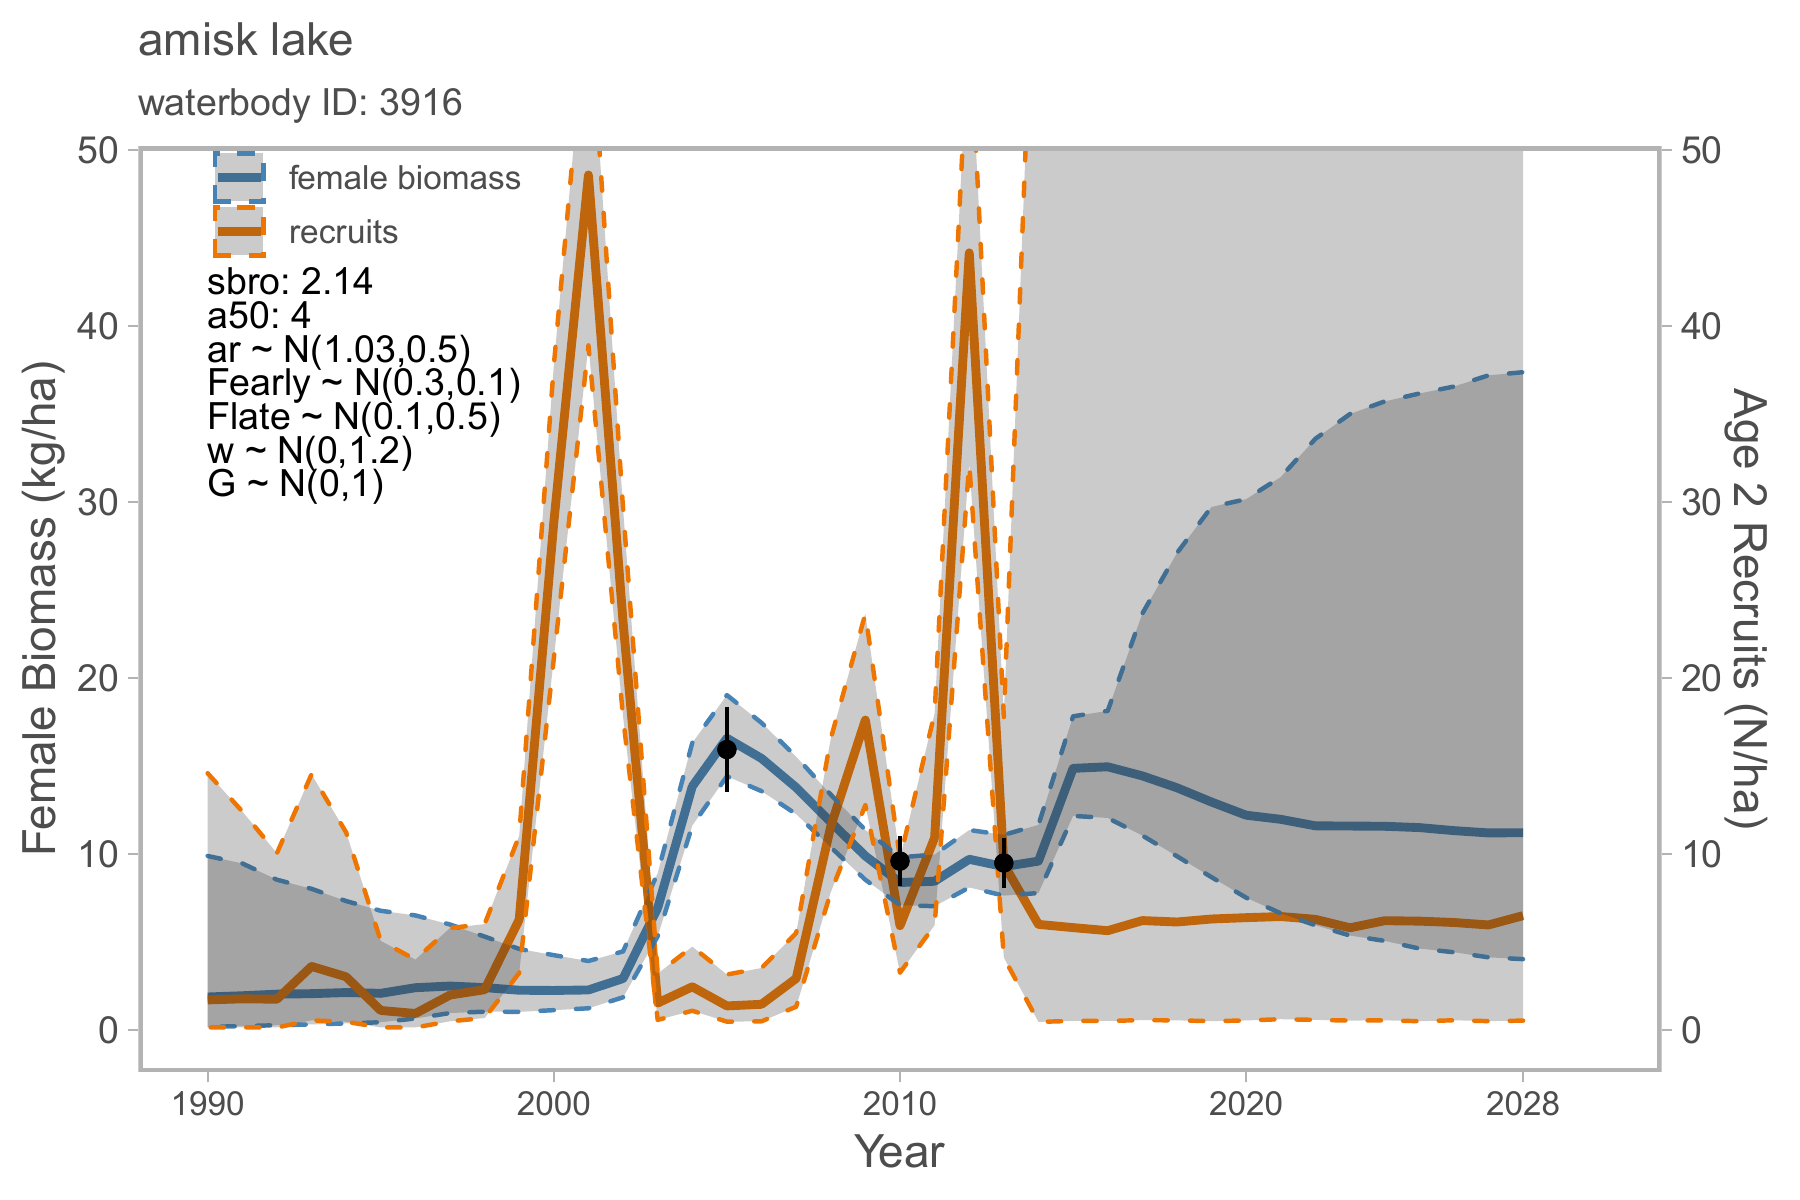 amisk lake
waterbody ID: 3916
female biomass
recruits
sbro: 2.14
a50: 4
ar ~ N(1.03,0.5)
Fearly ~ N(0.3,0.1)
Flate ~ N(0.1,0.5)
w ~ N(0,1.2)
G ~ N(0,1)
Female Biomass (kg/ha)
50
40
30
20
10
0
50
40
30
20
10
0
Age 2 Recruits (N/ha)
1990 2000 2010 2020 2028
Year